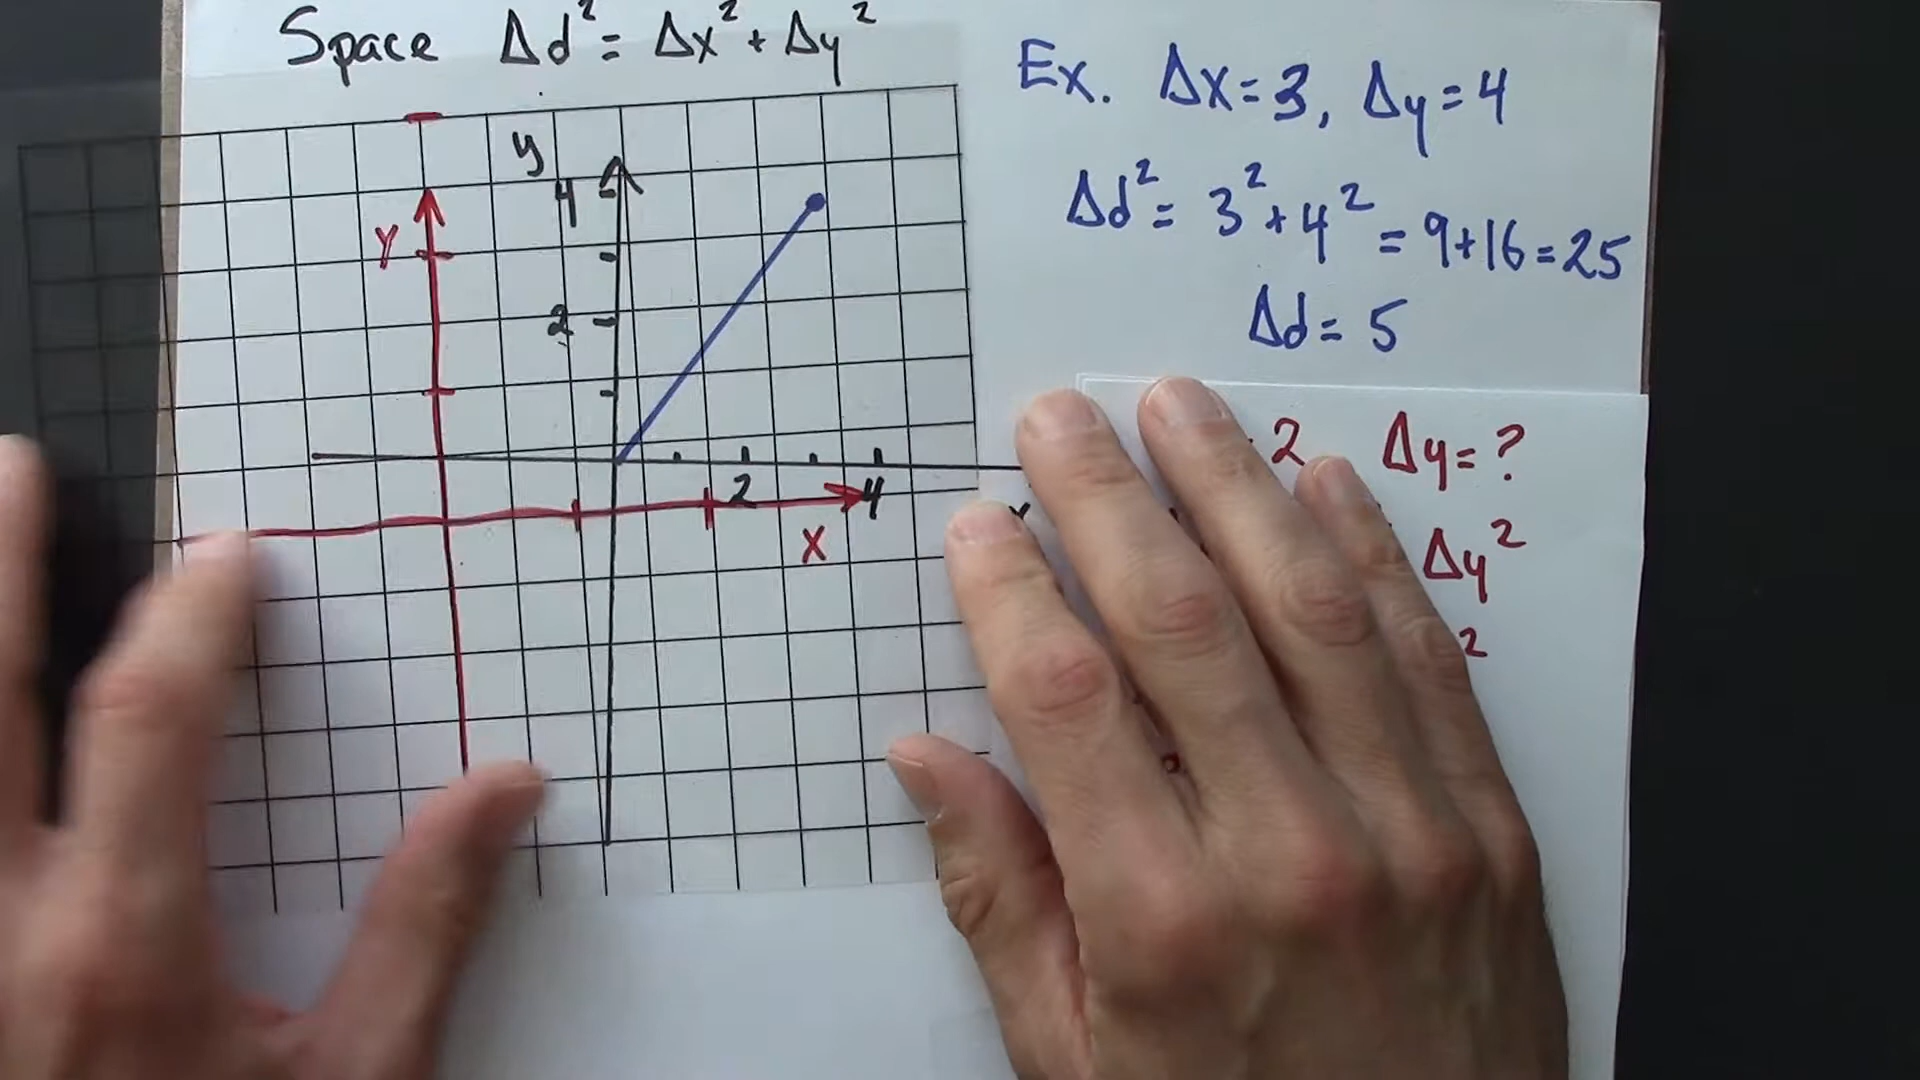 Space Δd² = Δx² + Δy²
Ex. Δx = 3, Δy = 4
Δd² = 3² + 4² = 9 + 16 = 25
Δd = 5
y
4
Y
2
2 4
X
2 Δy = ?
Δy²
2